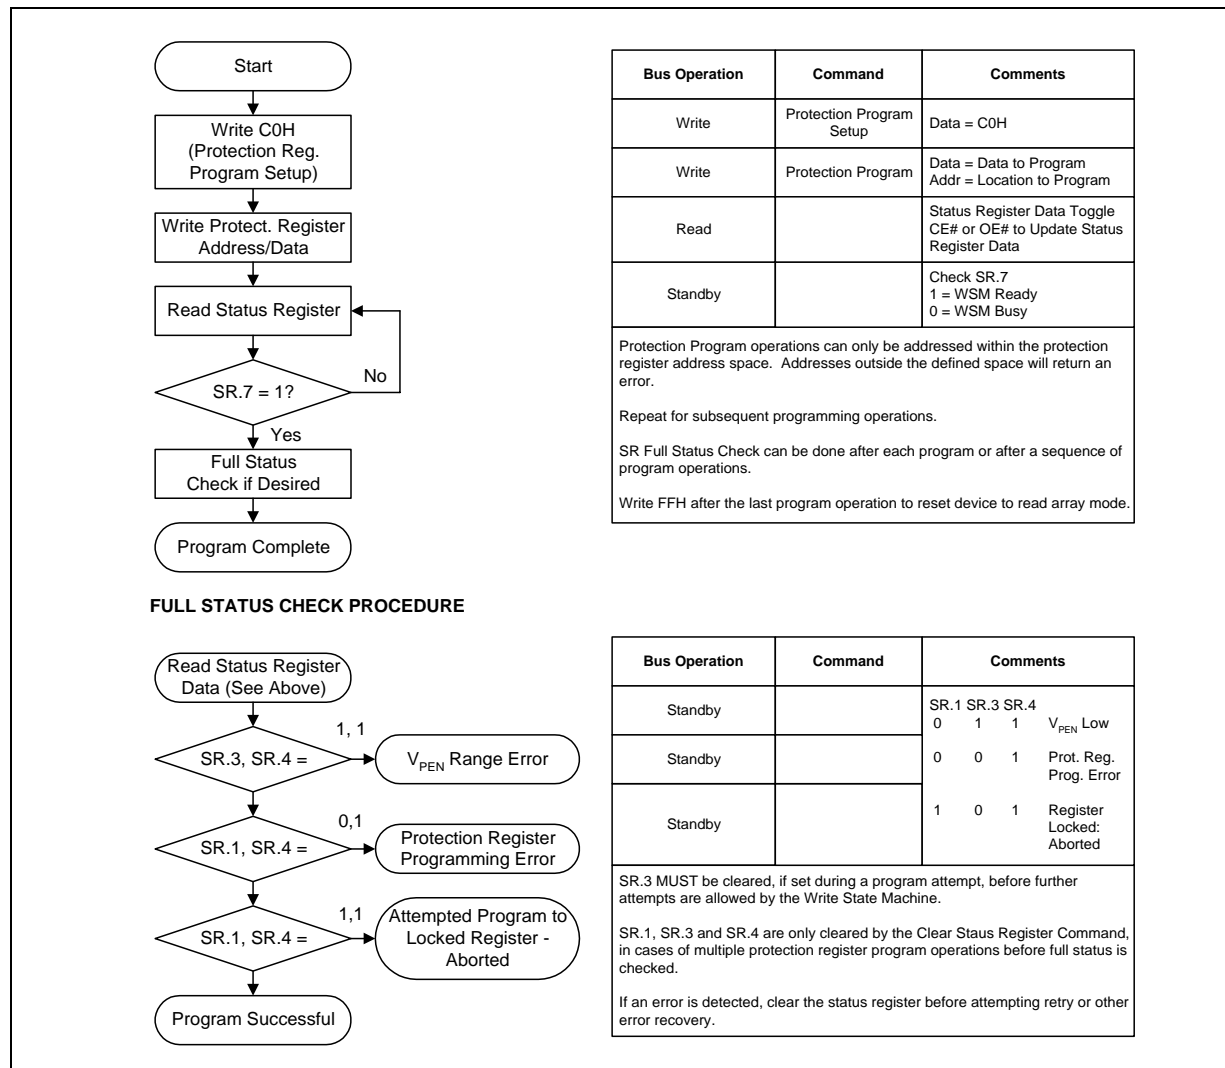 Start
Write C0H
(Protection Reg.
Program Setup)
Write Protect. Register
Address/Data
Read Status Register
SR.7 = 1?
No
Yes
Full Status
Check if Desired
Program Complete
Bus Operation Command Comments
Write Protection Program Setup Data = C0H
Write Protection Program Data = Data to Program
Addr = Location to Program
Read Status Register Data Toggle
CE# or OE# to Update Status
Register Data
Standby Check SR.7
1 = WSM Ready
0 = WSM Busy
Protection Program operations can only be addressed within the protection
register address space. Addresses outside the defined space will return an
error.
Repeat for subsequent programming operations.
SR Full Status Check can be done after each program or after a sequence of
program operations.
Write FFH after the last program operation to reset device to read array mode.
FULL STATUS CHECK PROCEDURE
Read Status Register
Data (See Above)
SR.3, SR.4 =
1, 1
VPEN Range Error
SR.1, SR.4 =
0,1
Protection Register
Programming Error
SR.1, SR.4 =
1,1
Attempted Program to
Locked Register -
Aborted
Program Successful
Bus Operation Command Comments
SR.1 SR.3 SR.4
Standby 0 1 1 VPEN Low
Standby 0 0 1 Prot. Reg.
Prog. Error
Standby 1 0 1 Register
Locked:
Aborted
SR.3 MUST be cleared, if set during a program attempt, before further
attempts are allowed by the Write State Machine.
SR.1, SR.3 and SR.4 are only cleared by the Clear Staus Register Command,
in cases of multiple protection register program operations before full status is
checked.
If an error is detected, clear the status register before attempting retry or other
error recovery.